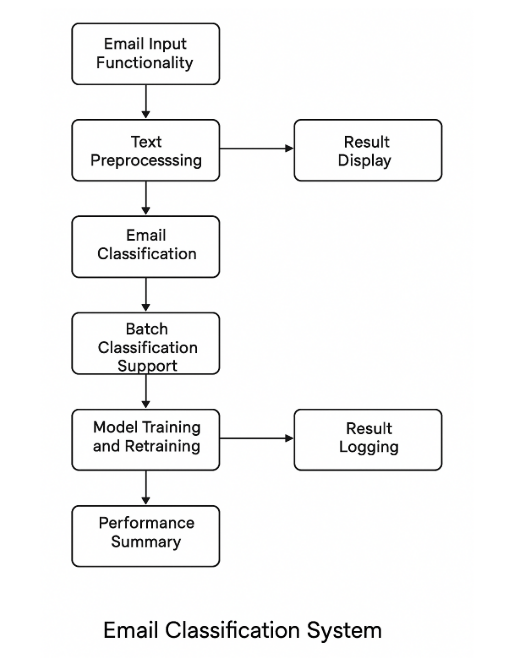 Email Input
Functionality
Text
Preprocesssing
Result
Display
Email
Classification
Batch
Classification
Support
Model Training
and Retraining
Result
Logging
Performance
Summary
Email Classification System